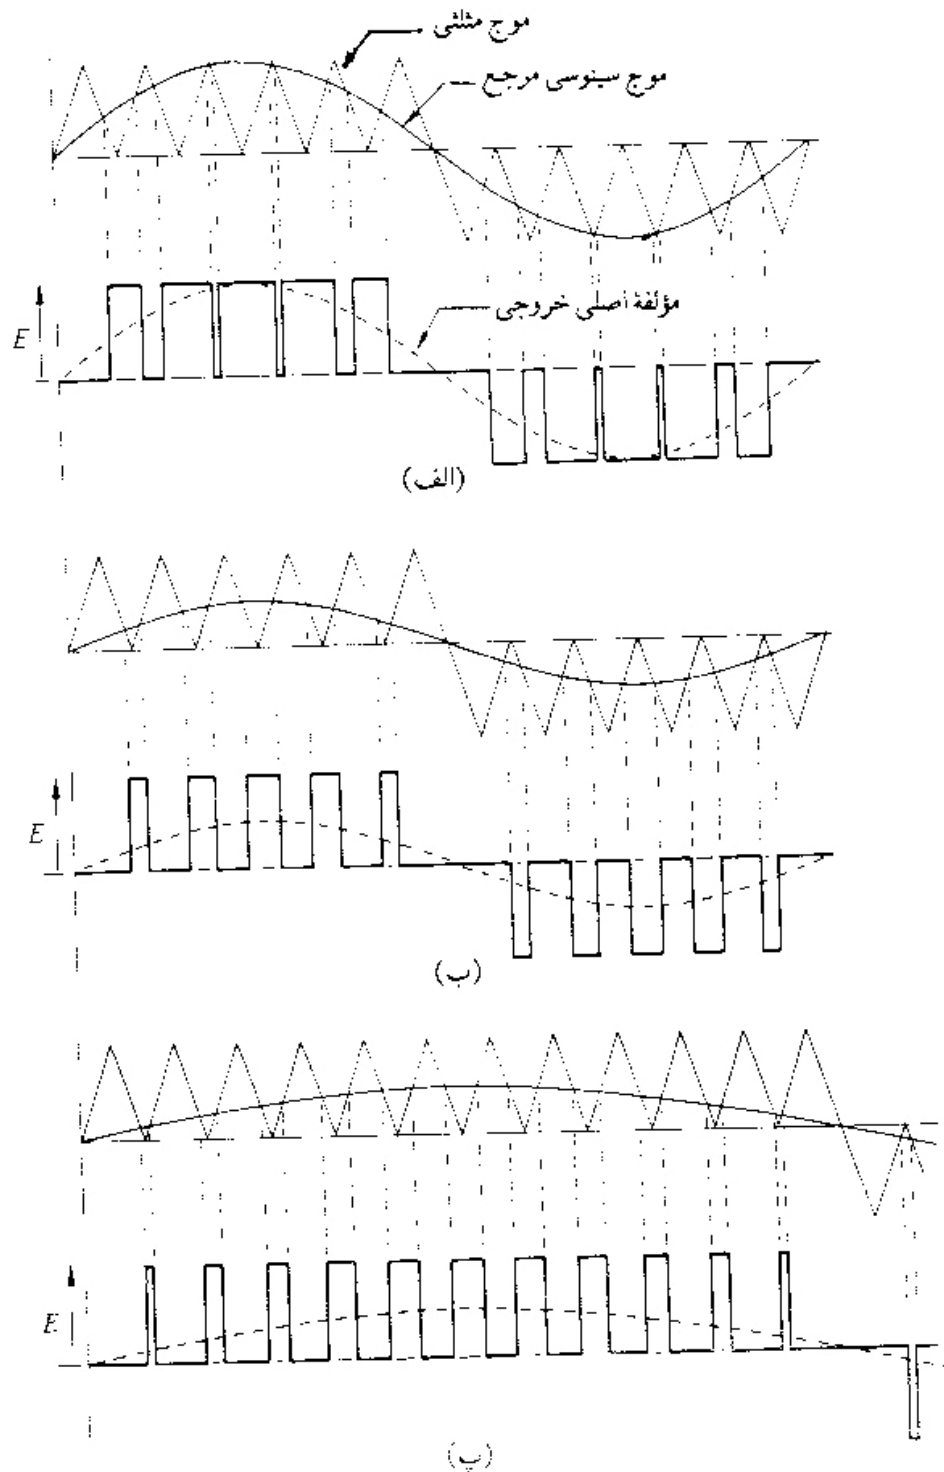 موج مثلثی
موج سینوسی مرجع
E
مؤلفهٔ اصلی خروجی
(الف)
E
(ب)
E
(پ)